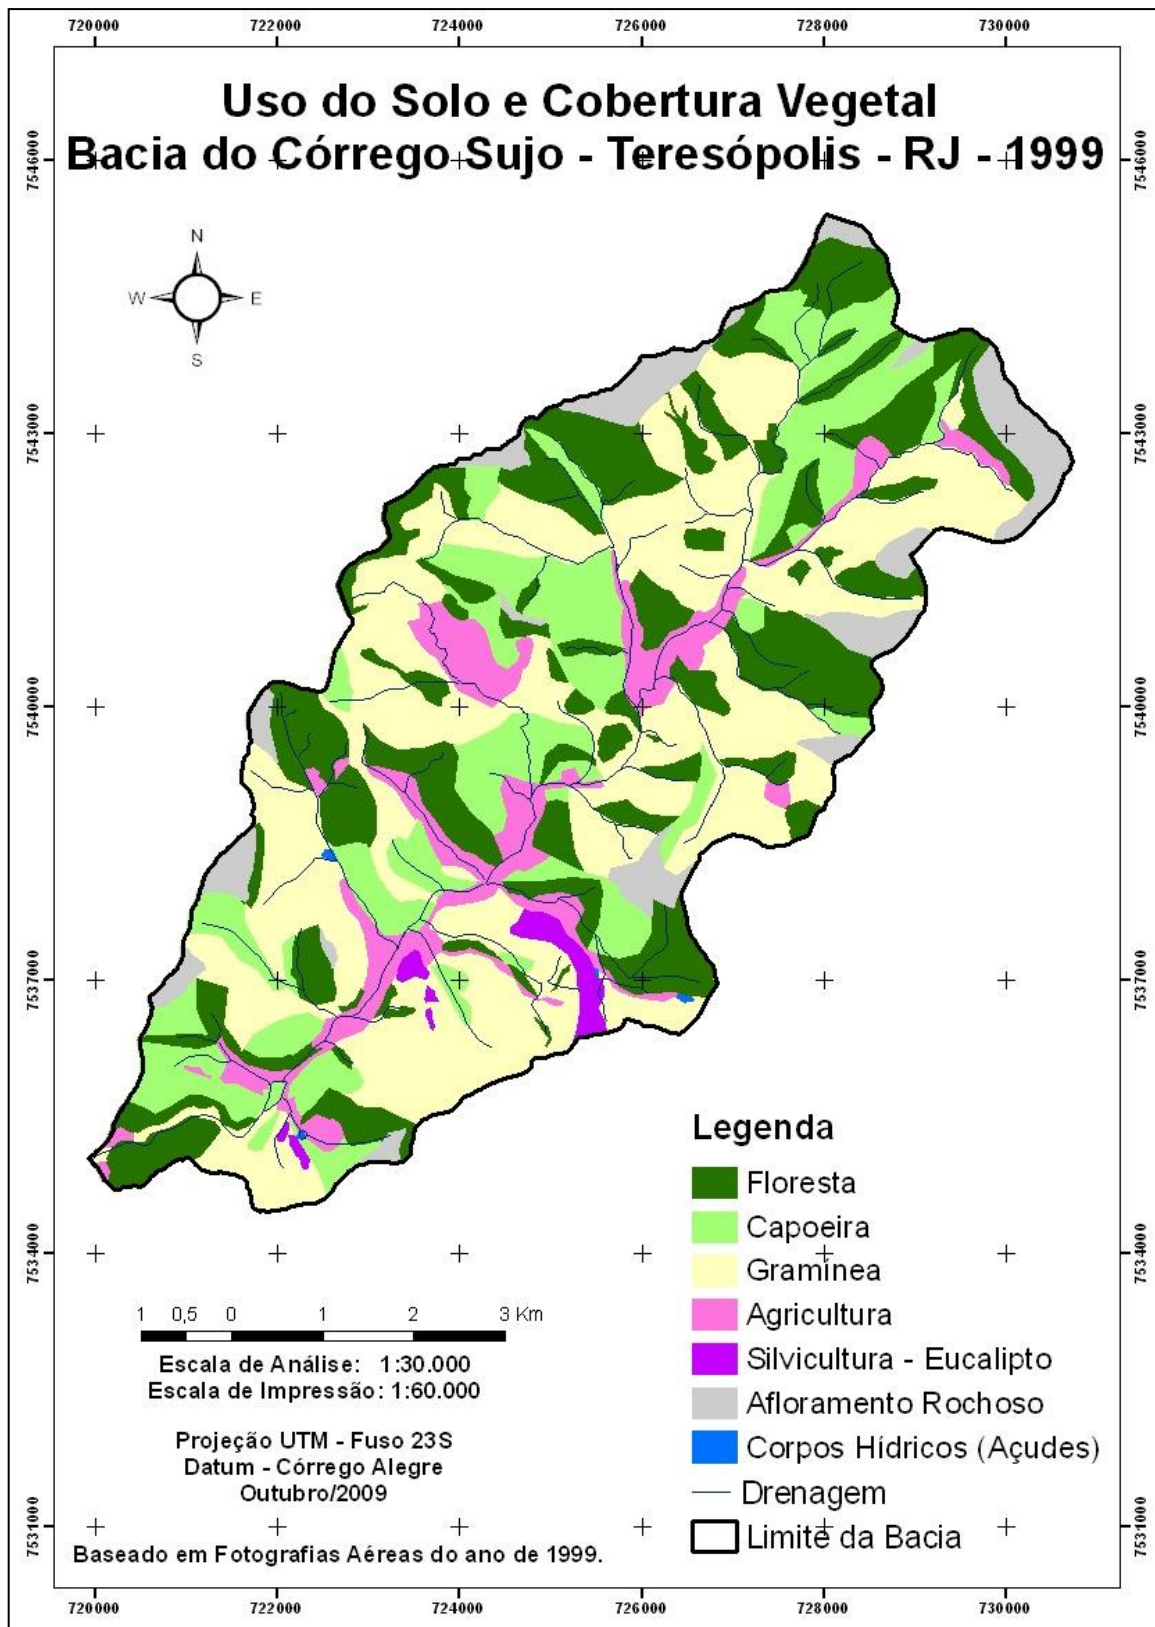 720000 722000 724000 726000 728000 730000
Uso do Solo e Cobertura Vegetal
Bacia do Córrego Sujo - Teresópolis - RJ - 1999
7546000 7546000
N
W E
S
7543000 7543000
7540000 7540000
7537000 7537000
Legenda
Floresta
Capoeira
Gramínea
Agricultura
Silvicultura - Eucalipto
Afloramento Rochoso
Corpos Hídricos (Açudes)
Drenagem
Limite da Bacia
7534000 7534000
1 0,5 0 1 2 3 Km
Escala de Análise: 1:30.000
Escala de Impressão: 1:60.000
Projeção UTM - Fuso 23S
Datum - Córrego Alegre
Outubro/2009
7531000 7531000
Baseado em Fotografias Aéreas do ano de 1999.
720000 722000 724000 726000 728000 730000